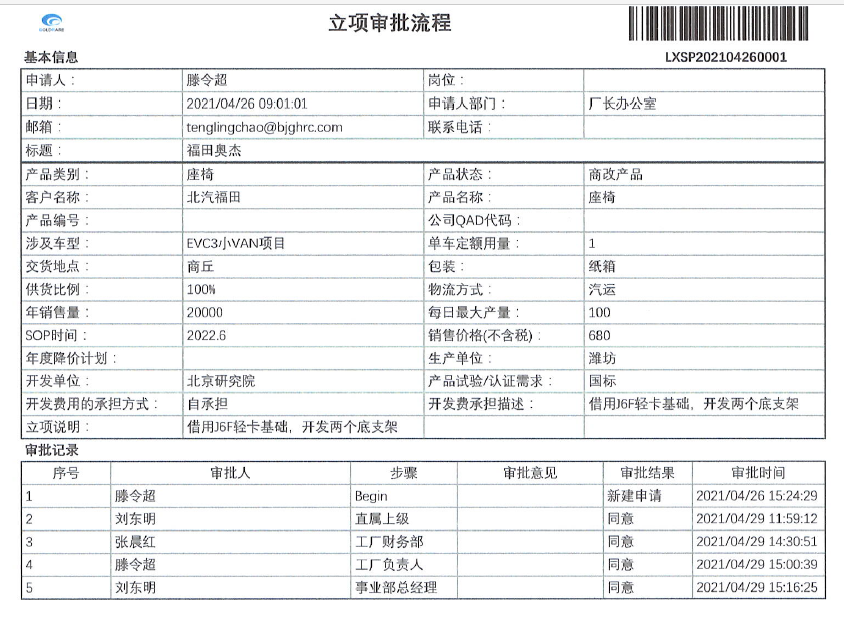 立项审批流程
LXSP202104260001
基本信息
申请人： 滕令超 岗位：
日期： 2021/04/26 09:01:01 申请人部门： 厂长办公室
邮箱： tenglingchao@bjghrc.com 联系电话：
标题： 福田奥杰
产品类别： 座椅 产品状态： 商改产品
客户名称： 北汽福田 产品名称： 座椅
产品编号： 公司QAD代码：
涉及车型： EVC3小VAN项目 单车定额用量： 1
交货地点： 商丘 包装： 纸箱
供货比例： 100% 物流方式： 汽运
年销售量： 20000 每日最大产量： 100
SOP时间： 2022.6 销售价格(不含税)： 680
年度降价计划： 生产单位： 潍坊
开发单位： 北京研究院 产品试验/认证需求： 国标
开发费用的承担方式： 自承担 开发费承担描述： 借用J6F轻卡基础，开发两个底支架
立项说明： 借用J6F轻卡基础，开发两个底支架
审批记录
序号 审批人 步骤 审批意见 审批结果 审批时间
1 滕令超 Begin 新建申请 2021/04/26 15:24:29
2 刘东明 直属上级 同意 2021/04/29 11:59:12
3 张晨红 工厂财务部 同意 2021/04/29 14:30:51
4 滕令超 工厂负责人 同意 2021/04/29 15:00:39
5 刘东明 事业部总经理 同意 2021/04/29 15:16:25